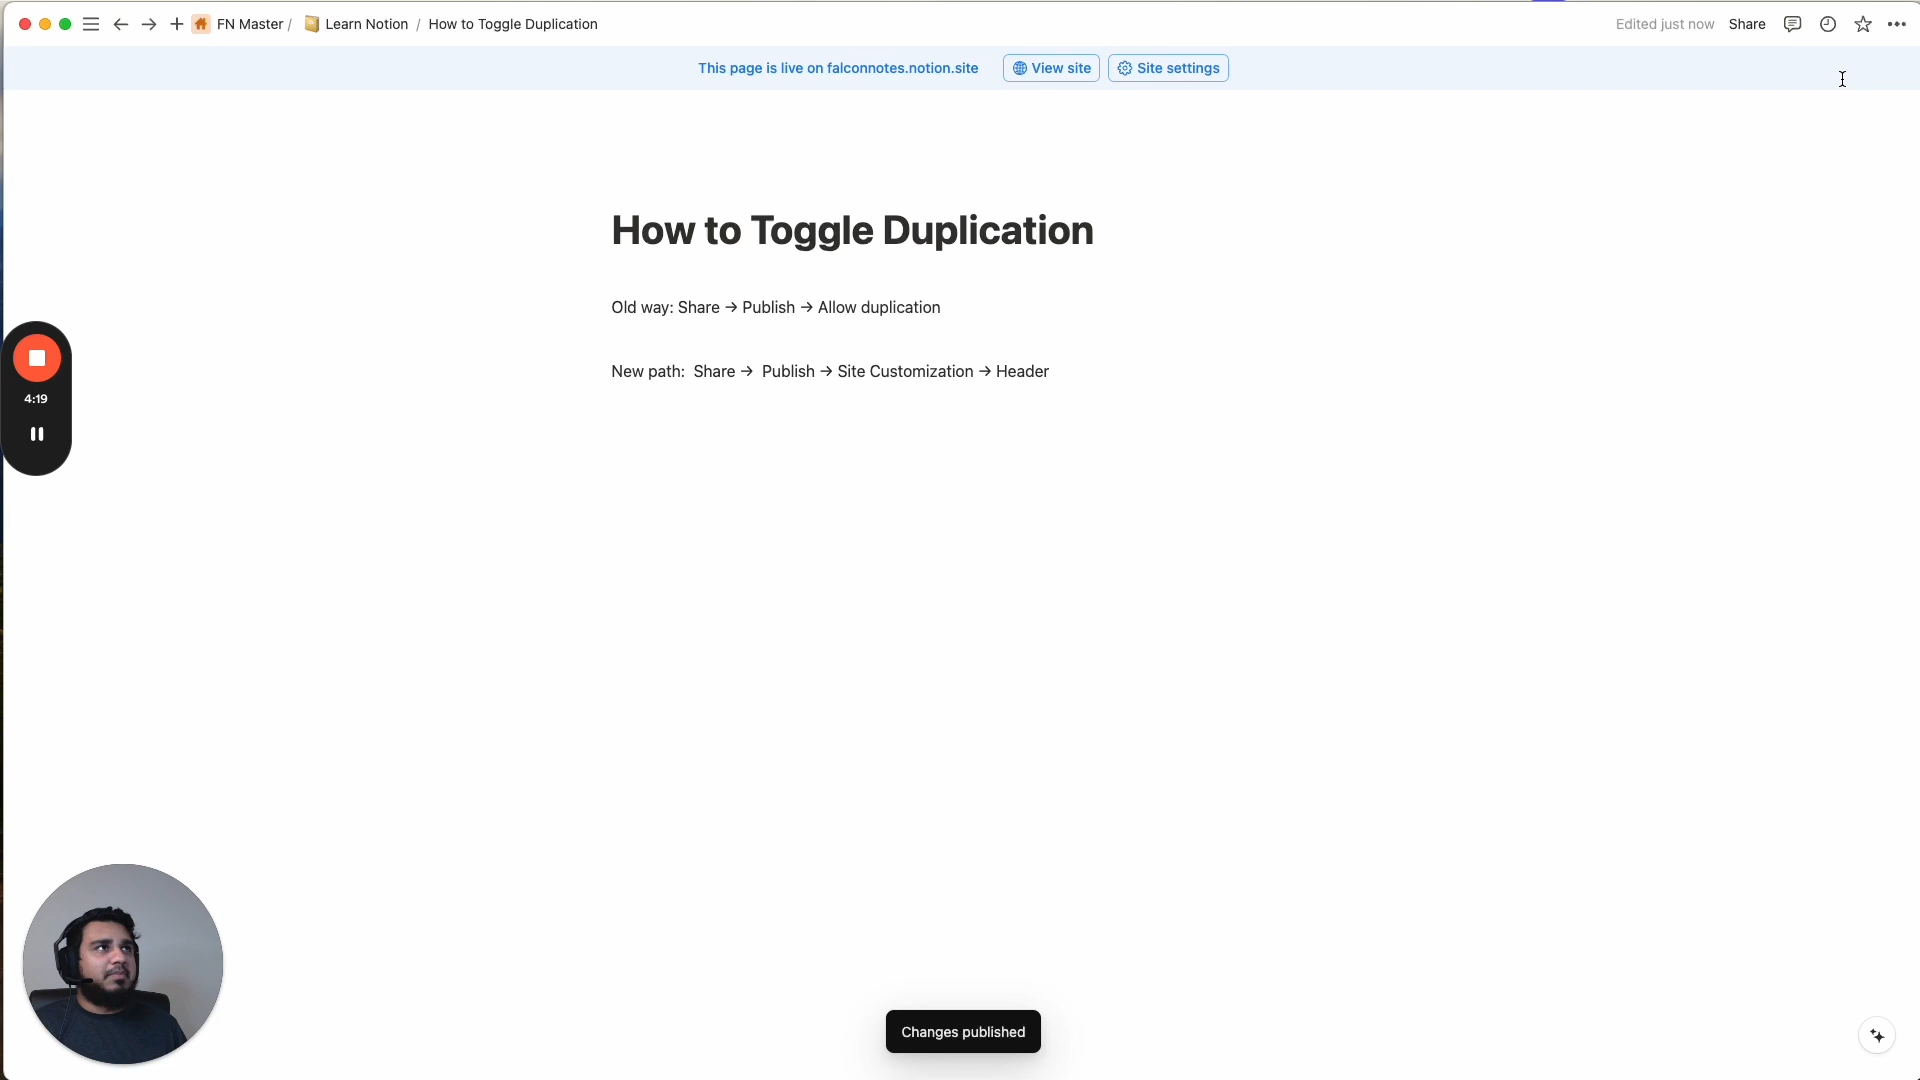 FN Master / Learn Notion / How to Toggle Duplication
Edited just now Share
This page is live on falconnotes.notion.site View site Site settings
How to Toggle Duplication
Old way: Share → Publish → Allow duplication
New path: Share → Publish → Site Customization → Header
4:19
Changes published